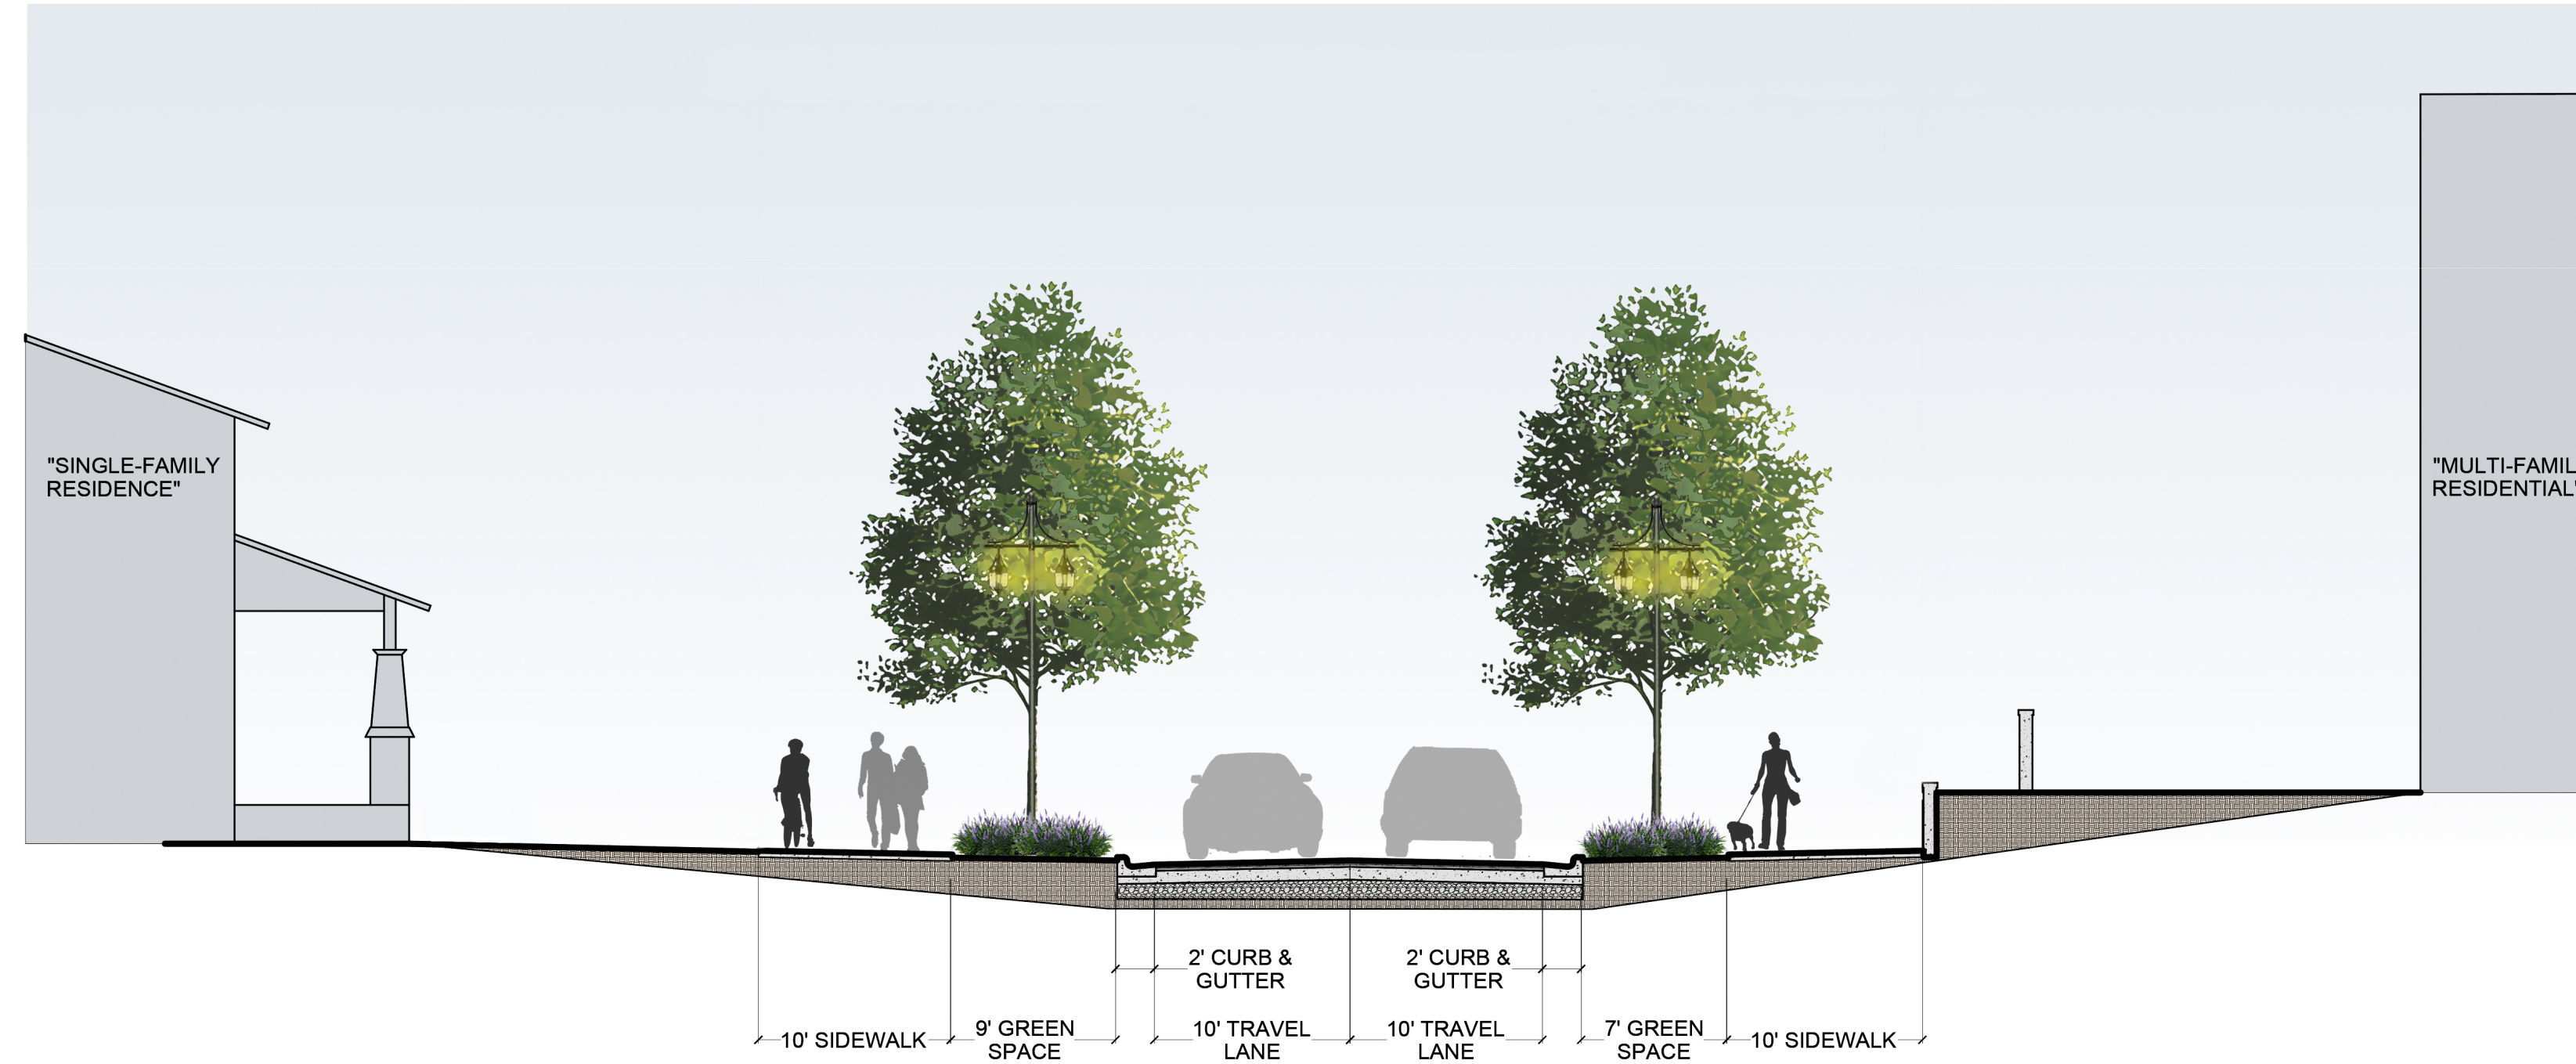 "SINGLE-FAMILY
RESIDENCE"
"MULTI-FAMIL
RESIDENTIAL"
2' CURB &
GUTTER
2' CURB &
GUTTER
10' SIDEWALK
9' GREEN
SPACE
10' TRAVEL
LANE
10' TRAVEL
LANE
7' GREEN
SPACE
10' SIDEWALK